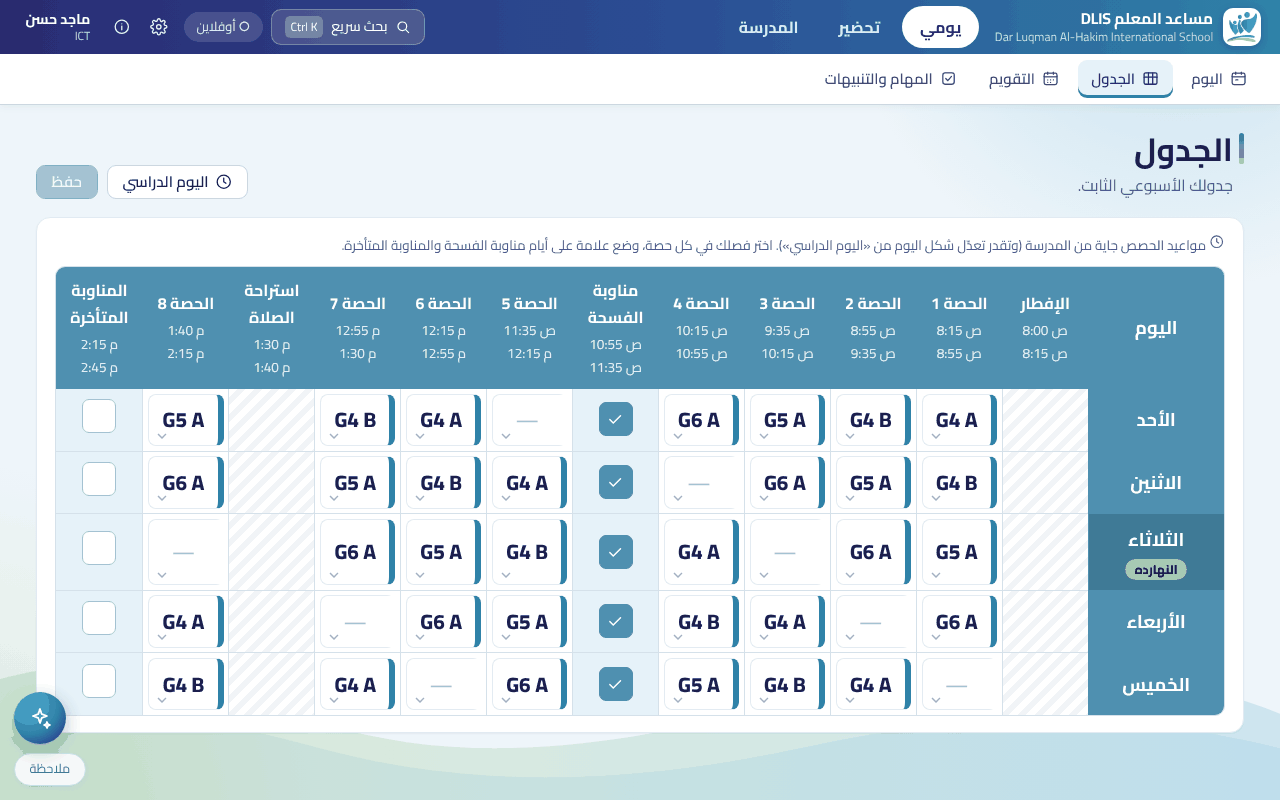 مساعد المعلم DLIS
Dar Luqman Al-Hakim International School
يومي
تحضير
المدرسة
بحث سريع
Ctrl K
أوفلاين
ماجد حسن
ICT
اليوم
الجدول
التقويم
المهام والتنبيهات
الجدول
جدولك الأسبوعي الثابت.
اليوم الدراسي
حفظ
مواعيد الحصص جاية من المدرسة (وتقدر تعدّل شكل اليوم من «اليوم الدراسي»). اختر فصلك في كل حصة، وضع علامة على أيام مناوبة الفسحة والمناوبة المتأخرة.
اليوم
الإفطار
8:00 ص
8:15 ص
الحصة 1
8:15 ص
8:55 ص
الحصة 2
8:55 ص
9:35 ص
الحصة 3
9:35 ص
10:15 ص
الحصة 4
10:15 ص
10:55 ص
مناوبة
الفسحة
10:55 ص
11:35 ص
الحصة 5
11:35 ص
12:15 م
الحصة 6
12:15 م
12:55 م
الحصة 7
12:55 م
1:30 م
استراحة
الصلاة
1:30 م
1:40 م
الحصة 8
1:40 م
2:15 م
المناوبة
المتأخرة
2:15 م
2:45 م
الأحد
G4 A
G4 B
G5 A
G6 A
—
G4 A
G4 B
G5 A
الاثنين
G4 B
G5 A
G6 A
—
G4 A
G4 B
G5 A
G6 A
الثلاثاء
النهارده
G5 A
G6 A
—
G4 A
G4 B
G5 A
G6 A
—
الأربعاء
G6 A
—
G4 A
G4 B
G5 A
G6 A
—
G4 A
الخميس
—
G4 A
G4 B
G5 A
G6 A
—
G4 A
G4 B
ملاحظة